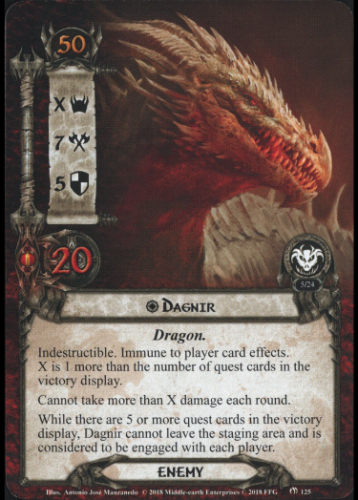 50
X
7
5
20
5/24
Dagnir
Dragon.
Indestructible. Immune to player card effects.
X is 1 more than the number of quest cards in the
victory display.
Cannot take more than X damage each round.
While there are 5 or more quest cards in the victory
display, Dagnir cannot leave the staging area and is
considered to be engaged with each player.
ENEMY
Illus. Antonio José Manzanedo © 2018 Middle-earth Enterprises © 2018 FFG 125